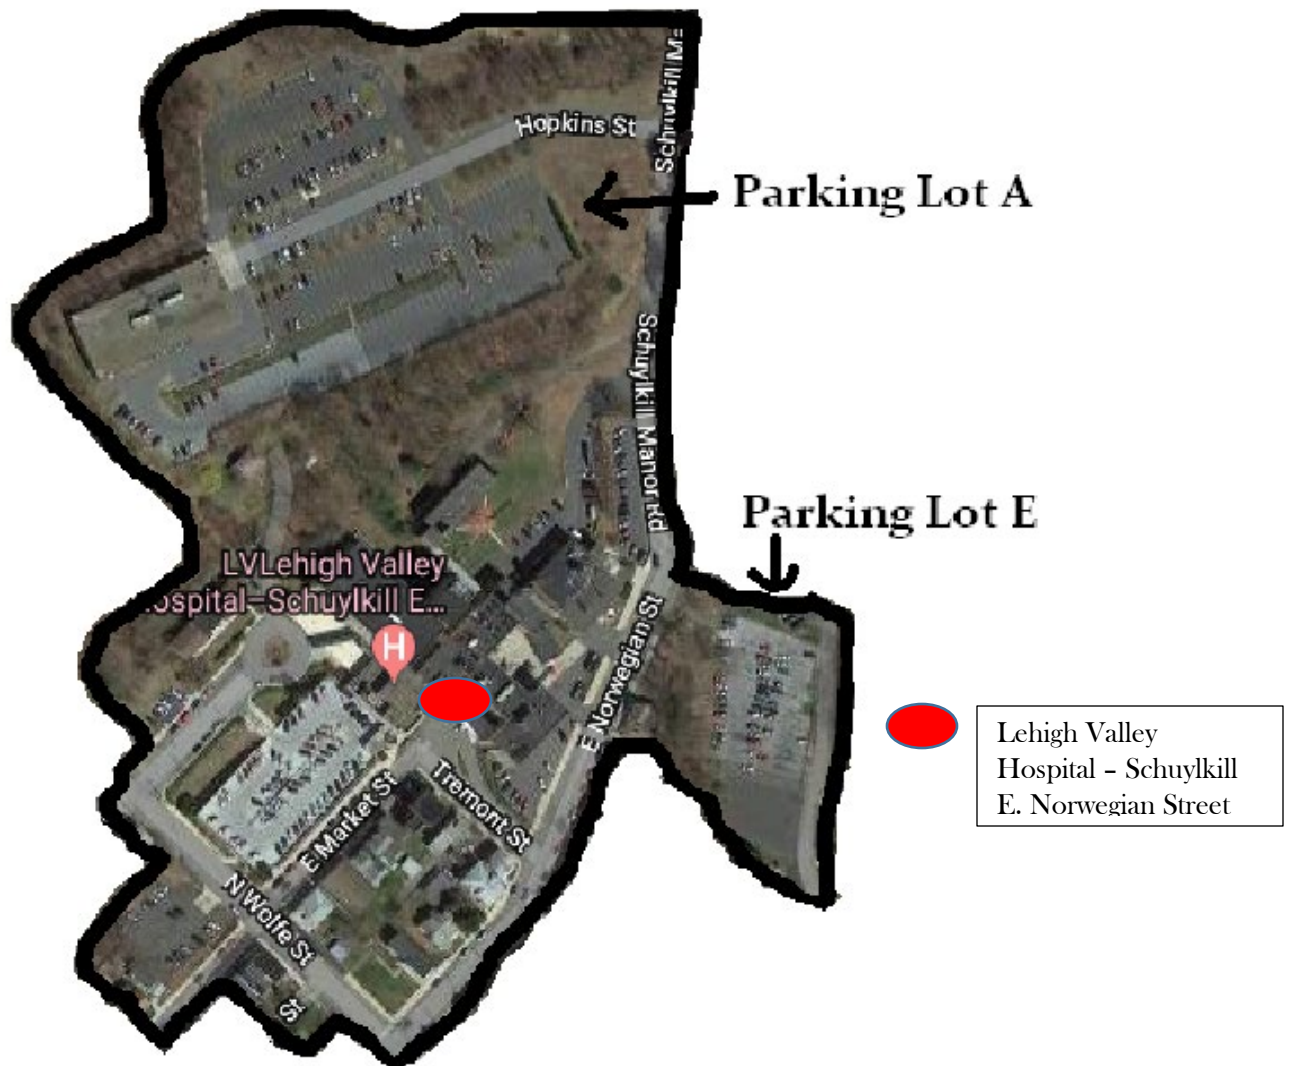 Hopkins St
Schuylkill Ma
Parking Lot A
Schuylkill Manor Rd
Parking Lot E
LVLehigh Valley
ospital–Schuylkill E...
H
E Norwegian St
Lehigh Valley
Hospital – Schuylkill
E. Norwegian Street
E Market St
Tremont St
N Wolfe St
St